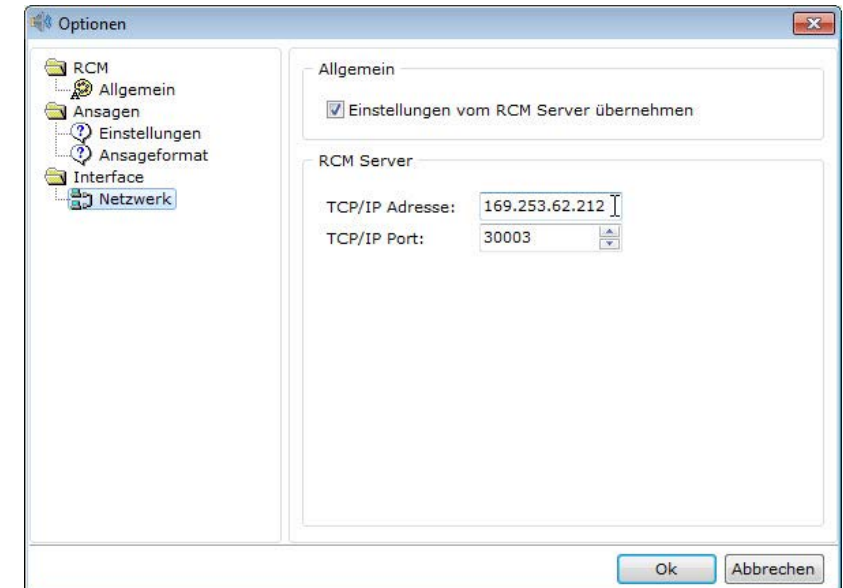 Optionen
RCM
Allgemein
Ansagen
Einstellungen
Ansageformat
Interface
Netzwerk
Allgemein
Einstellungen vom RCM Server übernehmen
RCM Server
TCP/IP Adresse: 169.253.62.212
TCP/IP Port: 30003
Ok Abbrechen